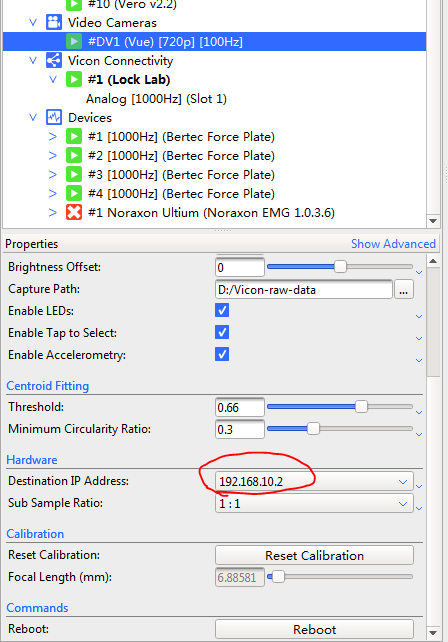 #10 (Vero v2.2)
Video Cameras
#DV1 (Vue) [720p] [100Hz]
Vicon Connectivity
#1 (Lock Lab)
Analog [1000Hz] (Slot 1)
Devices
#1 [1000Hz] (Bertec Force Plate)
#2 [1000Hz] (Bertec Force Plate)
#3 [1000Hz] (Bertec Force Plate)
#4 [1000Hz] (Bertec Force Plate)
#1 Noraxon Ultium (Noraxon EMG 1.0.3.6)
Properties Show Advanced
Brightness Offset: 0
Capture Path: D:/Vicon-raw-data ...
Enable LEDs:
Enable Tap to Select:
Enable Accelerometry:
Centroid Fitting
Threshold: 0.66
Minimum Circularity Ratio: 0.3
Hardware
Destination IP Address: 192.168.10.2
Sub Sample Ratio: 1 : 1
Calibration
Reset Calibration: Reset Calibration
Focal Length (mm): 6.88581
Commands
Reboot: Reboot